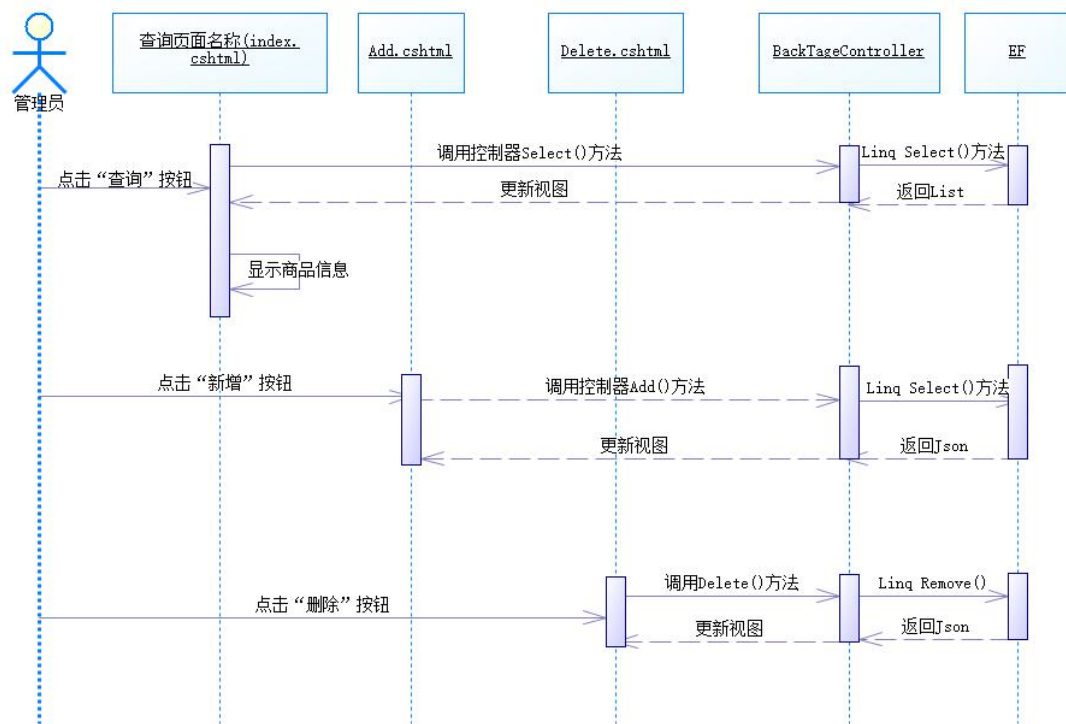 查询页面名称(index.
cshtml)
Add.cshtml
Delete.cshtml
BackTageController
EF
管理员
调用控制器Select()方法
Linq Select()方法
点击“查询”按钮
更新视图
返回List
显示商品信息
点击“新增”按钮
调用控制器Add()方法
Linq Select()方法
更新视图
返回Json
调用Delete()方法
Linq Remove()
点击“删除”按钮
更新视图
返回Json